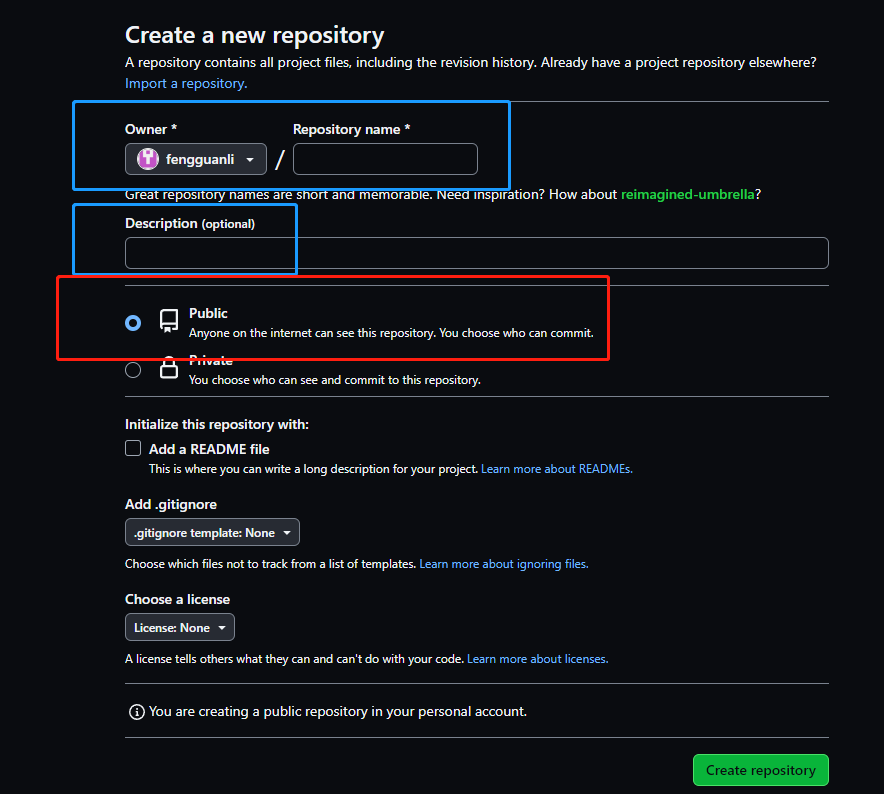 Create a new repository
A repository contains all project files, including the revision history. Already have a project repository elsewhere?
Import a repository.
Owner * Repository name *
fengguanli /
Great repository names are short and memorable. Need inspiration? How about reimagined-umbrella?
Description (optional)
Public
Anyone on the internet can see this repository. You choose who can commit.
Private
You choose who can see and commit to this repository.
Initialize this repository with:
Add a README file
This is where you can write a long description for your project. Learn more about READMEs.
Add .gitignore
.gitignore template: None
Choose which files not to track from a list of templates. Learn more about ignoring files.
Choose a license
License: None
A license tells others what they can and can't do with your code. Learn more about licenses.
You are creating a public repository in your personal account.
Create repository